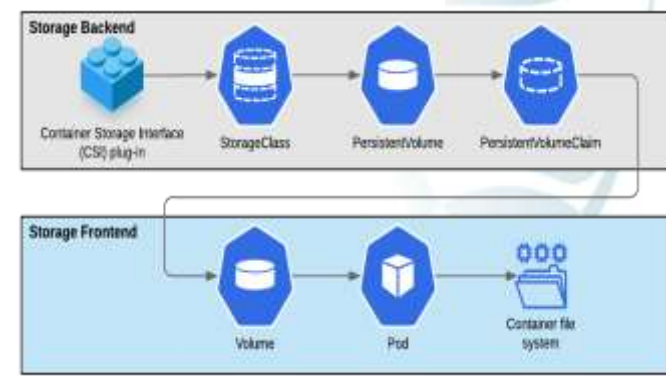 Storage Backend
Container Storage Interface
(CSI) plug-in
StorageClass
PersistentVolume
PersistentVolumeClaim
Storage Frontend
Volume
Pod
Container file
system